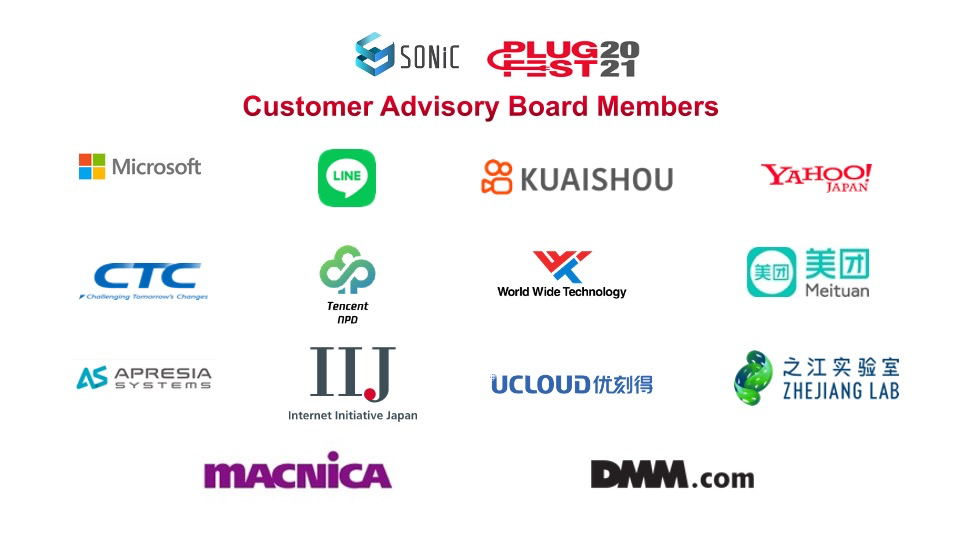 SONiC
PLUG 20
FEST 21
Customer Advisory Board Members
Microsoft
LINE
KUAISHOU
YAHOO!
JAPAN
CTC
Challenging Tomorrow's Changes
Tencent
NPD
World Wide Technology
美团
美团
Meituan
APRESIA
SYSTEMS
IIJ
Internet Initiative Japan
UCLOUD优刻得
之江实验室
ZHEJIANG LAB
MACNiCA
DMM.com